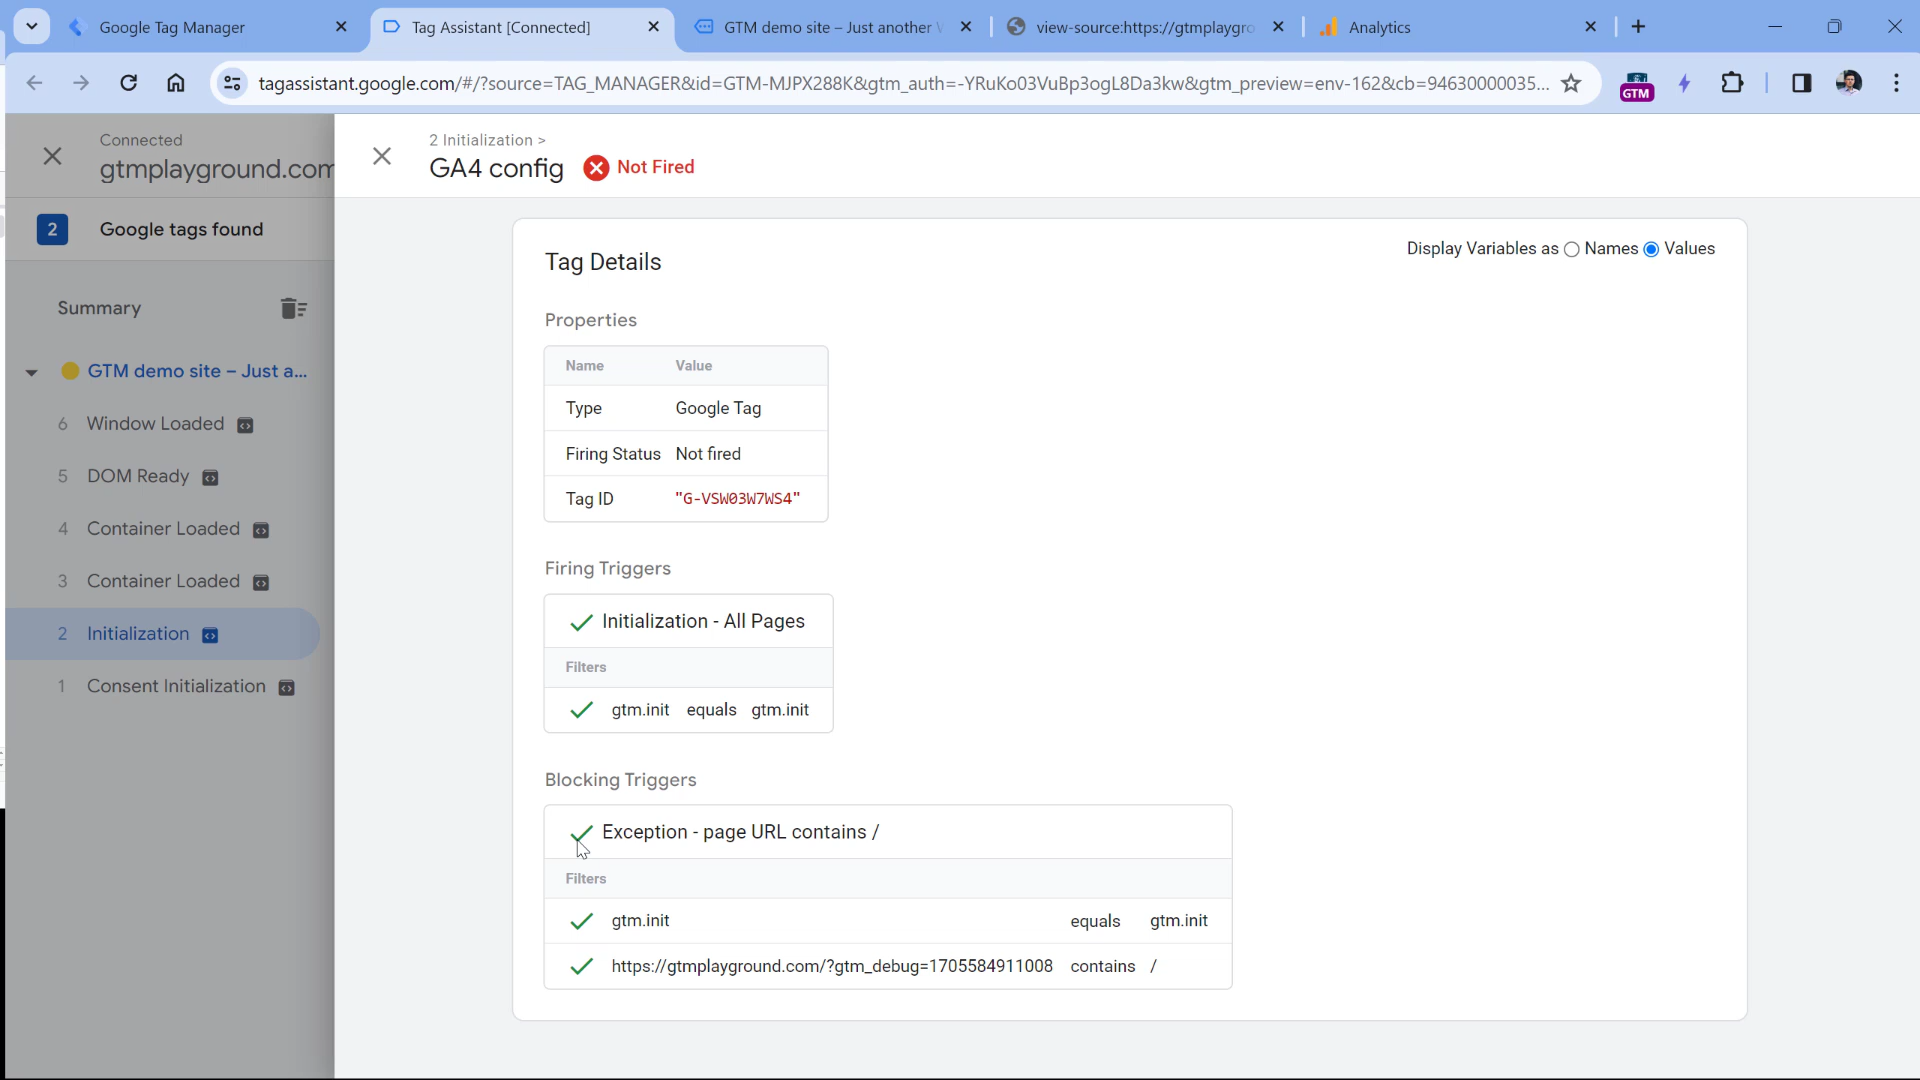 Google Tag Manager
Tag Assistant [Connected]
GTM demo site – Just another
view-source:https://gtmplaygro
Analytics
tagassistant.google.com/#/?source=TAG_MANAGER&id=GTM-MJPX288K&gtm_auth=-YRuKo03VuBp3ogL8Da3kw&gtm_preview=env-162&cb=94630000035...
GTM
Connected
gtmplayground.com
2 Google tags found
Summary
GTM demo site – Just a...
6 Window Loaded
5 DOM Ready
4 Container Loaded
3 Container Loaded
2 Initialization
1 Consent Initialization
2 Initialization >
GA4 config Not Fired
Tag Details
Display Variables as Names Values
Properties
Name Value
Type Google Tag
Firing Status Not fired
Tag ID "G-VSW03W7WS4"
Firing Triggers
Initialization - All Pages
Filters
gtm.init equals gtm.init
Blocking Triggers
Exception - page URL contains /
Filters
gtm.init equals gtm.init
https://gtmplayground.com/?gtm_debug=1705584911008 contains /